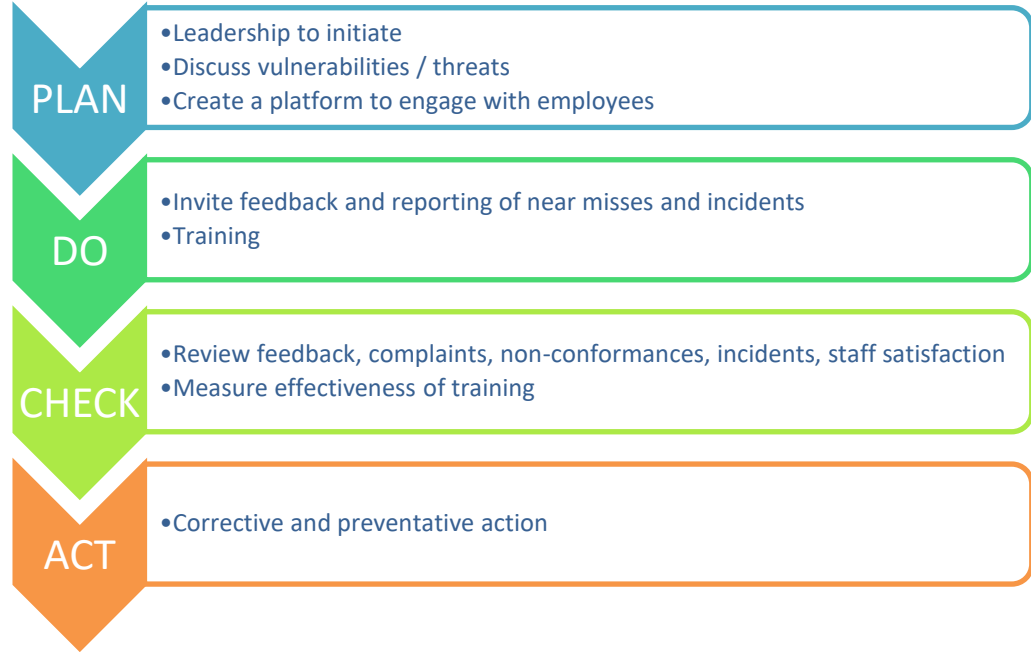 PLAN
•Leadership to initiate
•Discuss vulnerabilities / threats
•Create a platform to engage with employees
DO
•Invite feedback and reporting of near misses and incidents
•Training
CHECK
•Review feedback, complaints, non-conformances, incidents, staff satisfaction
•Measure effectiveness of training
ACT
•Corrective and preventative action